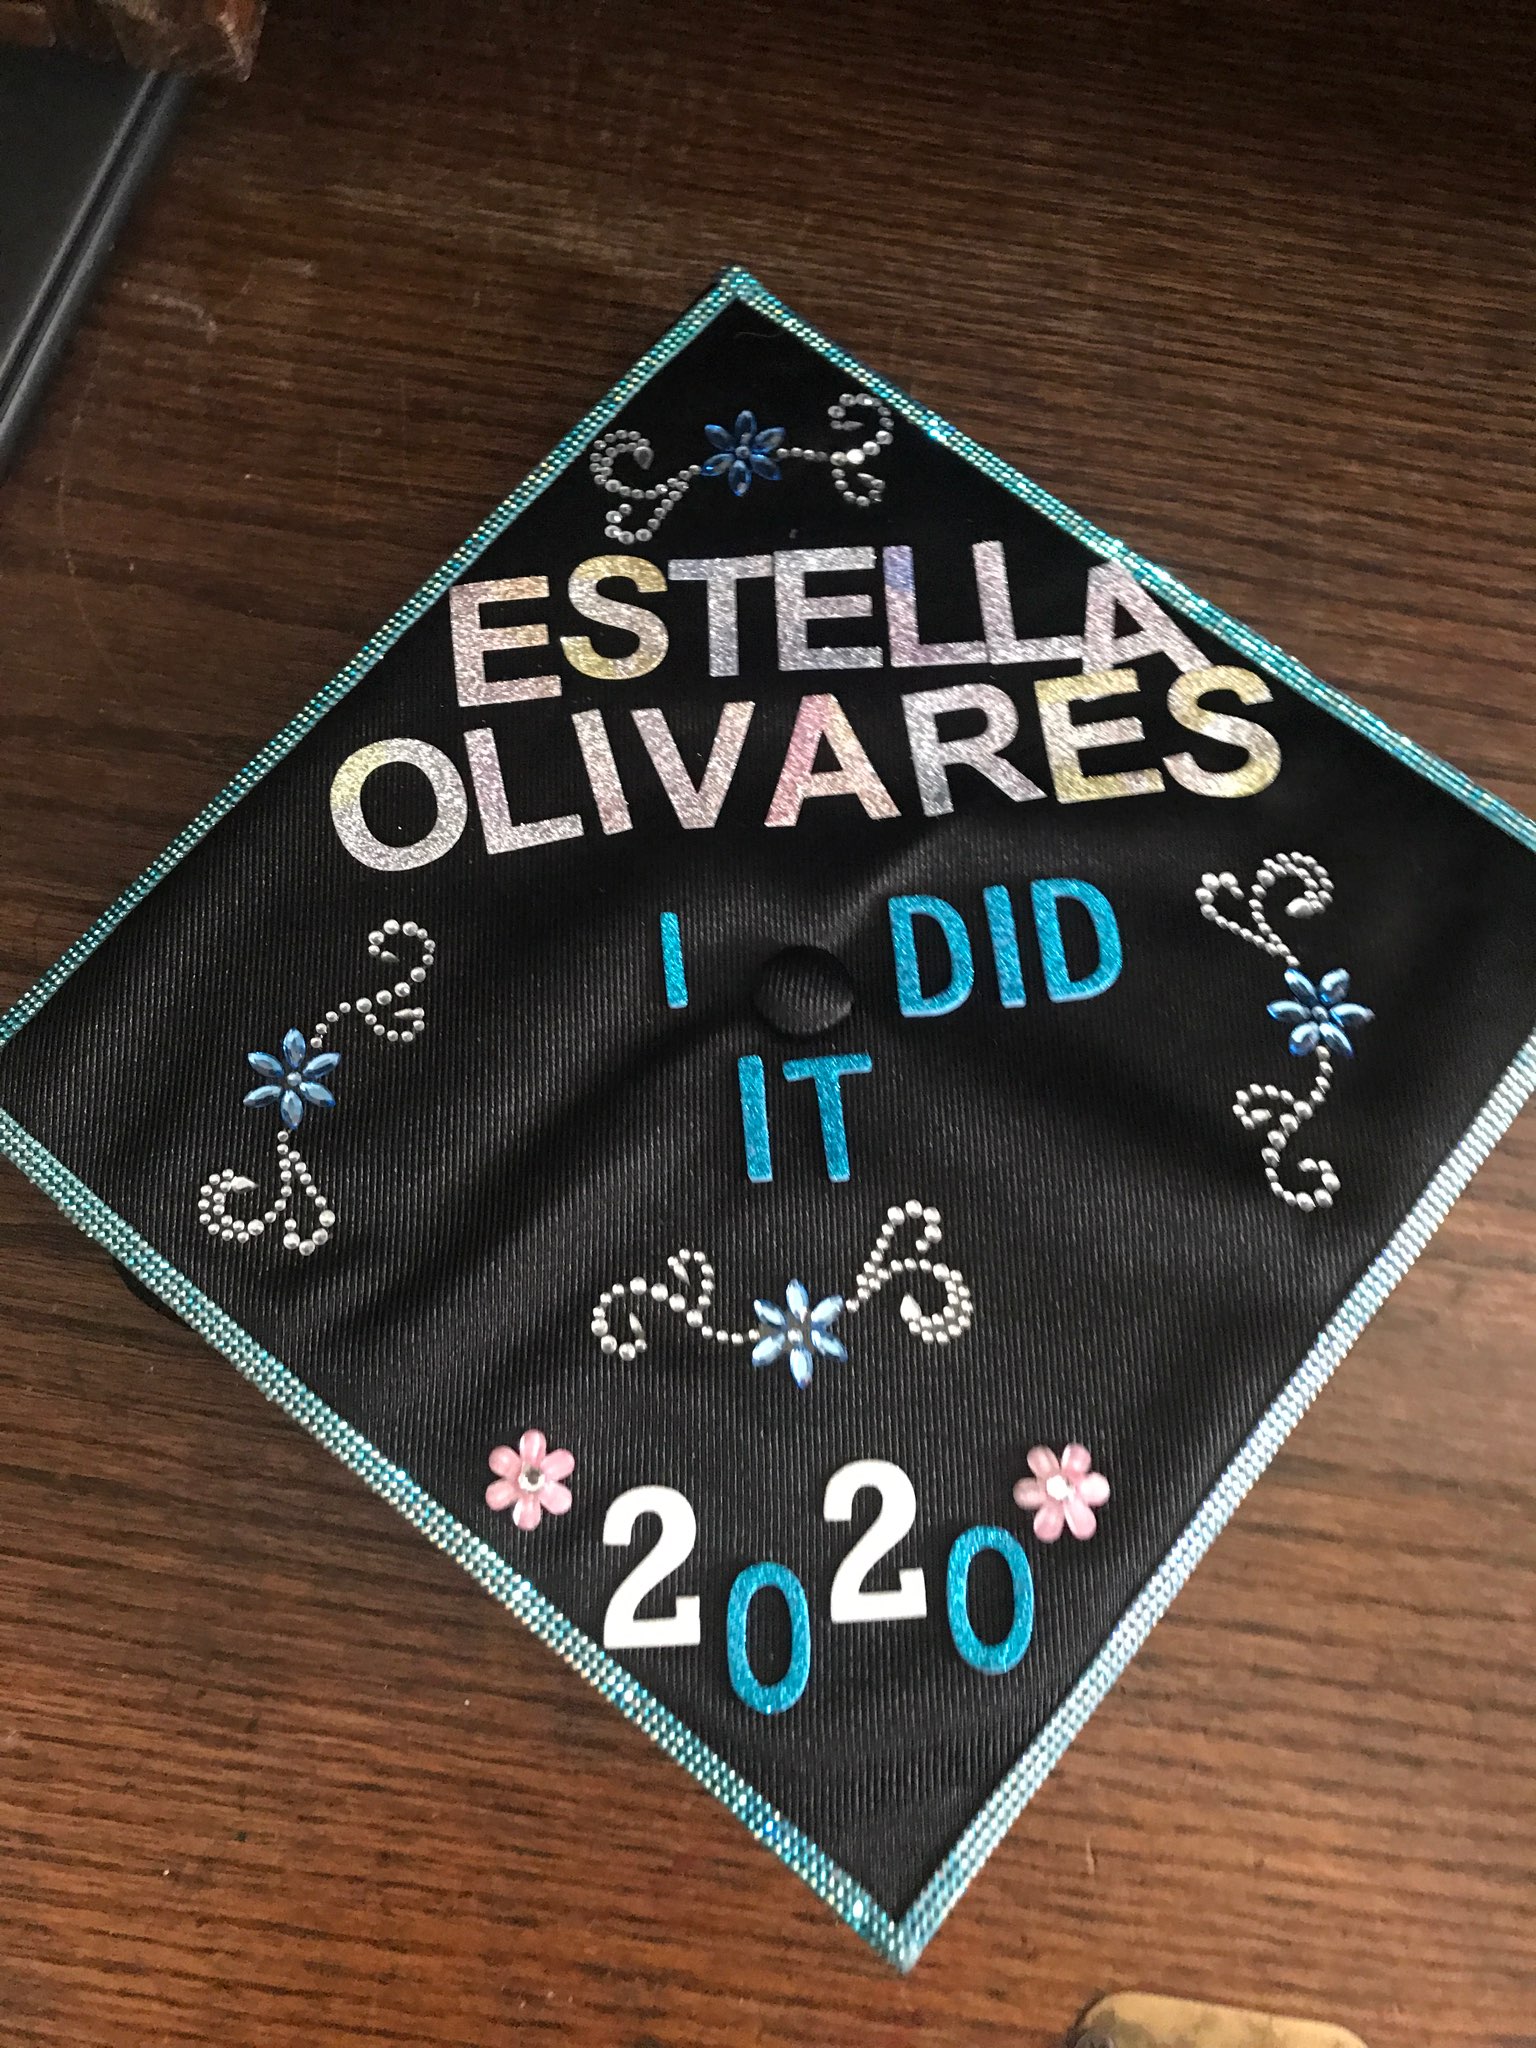 ESTELLA
OLIVARES
I DID
IT
2020